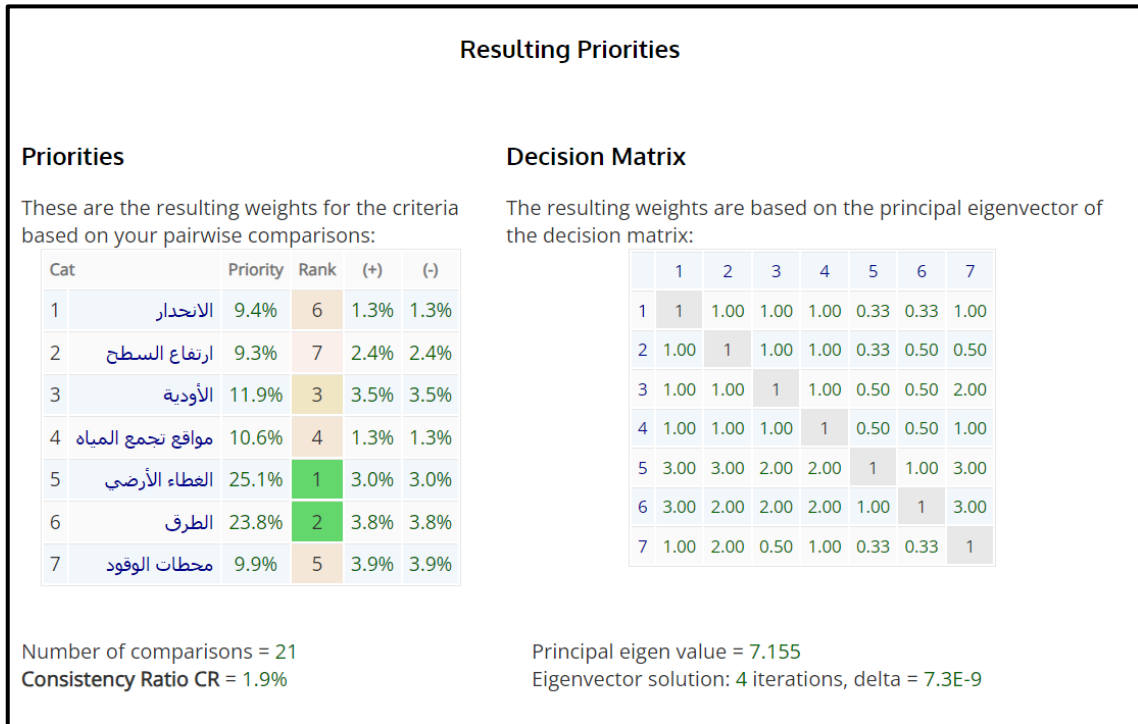 Resulting Priorities
Priorities
These are the resulting weights for the criteria
based on your pairwise comparisons:
Cat Priority Rank (+) (-)
1 الانحدار 9.4% 6 1.3% 1.3%
2 ارتفاع السطح 9.3% 7 2.4% 2.4%
3 الأودية 11.9% 3 3.5% 3.5%
4 مواقع تجمع المياه 10.6% 4 1.3% 1.3%
5 الغطاء الأرضي 25.1% 1 3.0% 3.0%
6 الطرق 23.8% 2 3.8% 3.8%
7 محطات الوقود 9.9% 5 3.9% 3.9%
Number of comparisons = 21
Consistency Ratio CR = 1.9%
Decision Matrix
The resulting weights are based on the principal eigenvector of
the decision matrix:
1 2 3 4 5 6 7
1 1 1.00 1.00 1.00 0.33 0.33 1.00
2 1.00 1 1.00 1.00 0.33 0.50 0.50
3 1.00 1.00 1 1.00 0.50 0.50 2.00
4 1.00 1.00 1.00 1 0.50 0.50 1.00
5 3.00 3.00 2.00 2.00 1 1.00 3.00
6 3.00 2.00 2.00 2.00 1.00 1 3.00
7 1.00 2.00 0.50 1.00 0.33 0.33 1
Principal eigen value = 7.155
Eigenvector solution: 4 iterations, delta = 7.3E-9